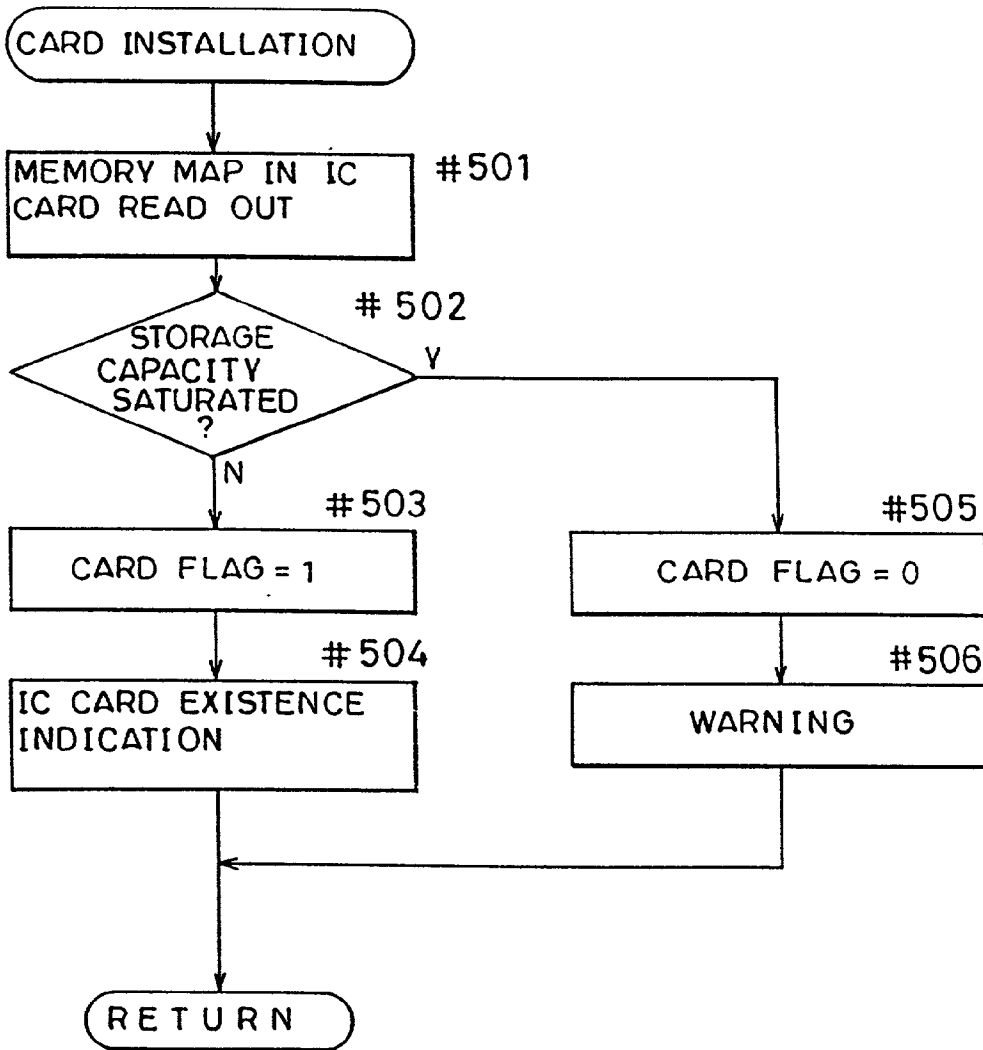 CARD INSTALLATION
MEMORY MAP IN IC
CARD READ OUT
#501
#502
STORAGE
CAPACITY
SATURATED
?
Y
N
#503
CARD FLAG = 1
#505
CARD FLAG = 0
#504
IC CARD EXISTENCE
INDICATION
#506
WARNING
RETURN